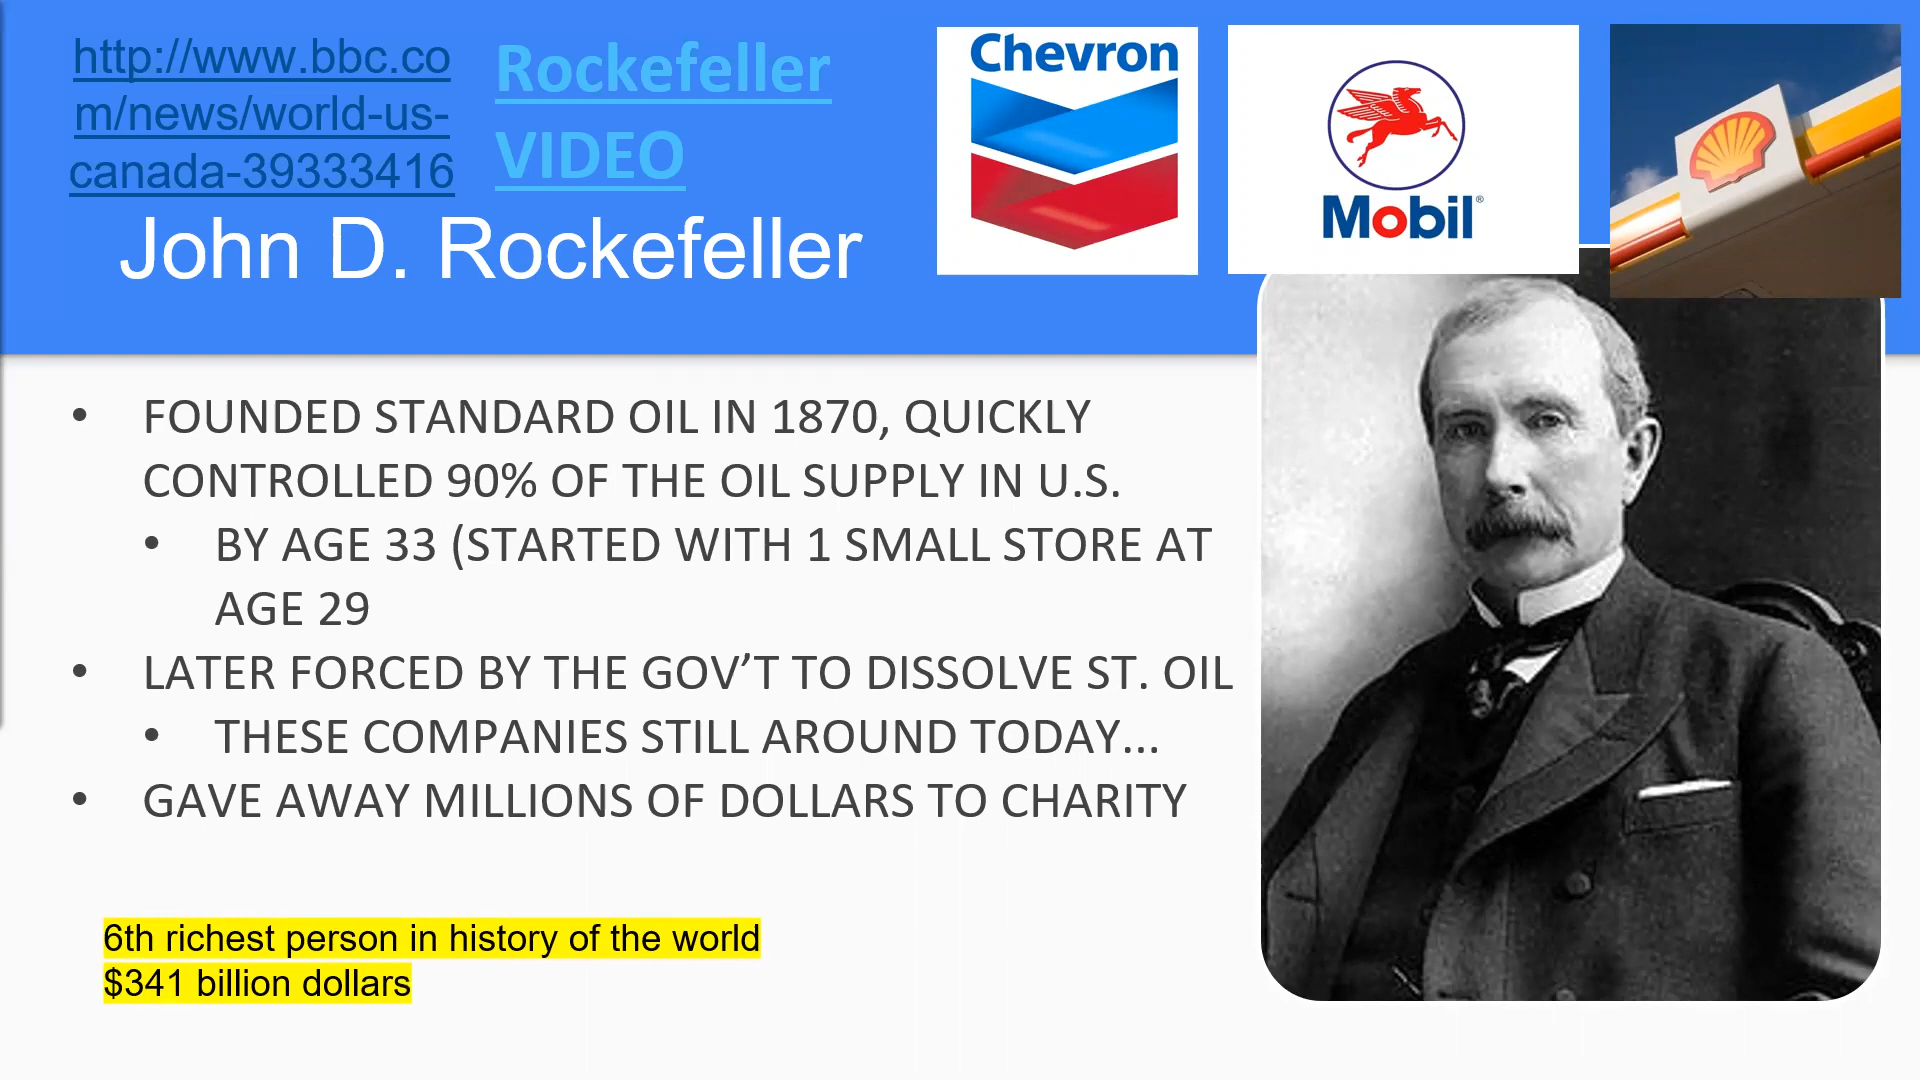 http://www.bbc.co
m/news/world-us-
canada-39333416
Rockefeller
VIDEO
Chevron
Mobil®
John D. Rockefeller
• FOUNDED STANDARD OIL IN 1870, QUICKLY
CONTROLLED 90% OF THE OIL SUPPLY IN U.S.
• BY AGE 33 (STARTED WITH 1 SMALL STORE AT
AGE 29
• LATER FORCED BY THE GOV’T TO DISSOLVE ST. OIL
• THESE COMPANIES STILL AROUND TODAY...
• GAVE AWAY MILLIONS OF DOLLARS TO CHARITY
6th richest person in history of the world
$341 billion dollars